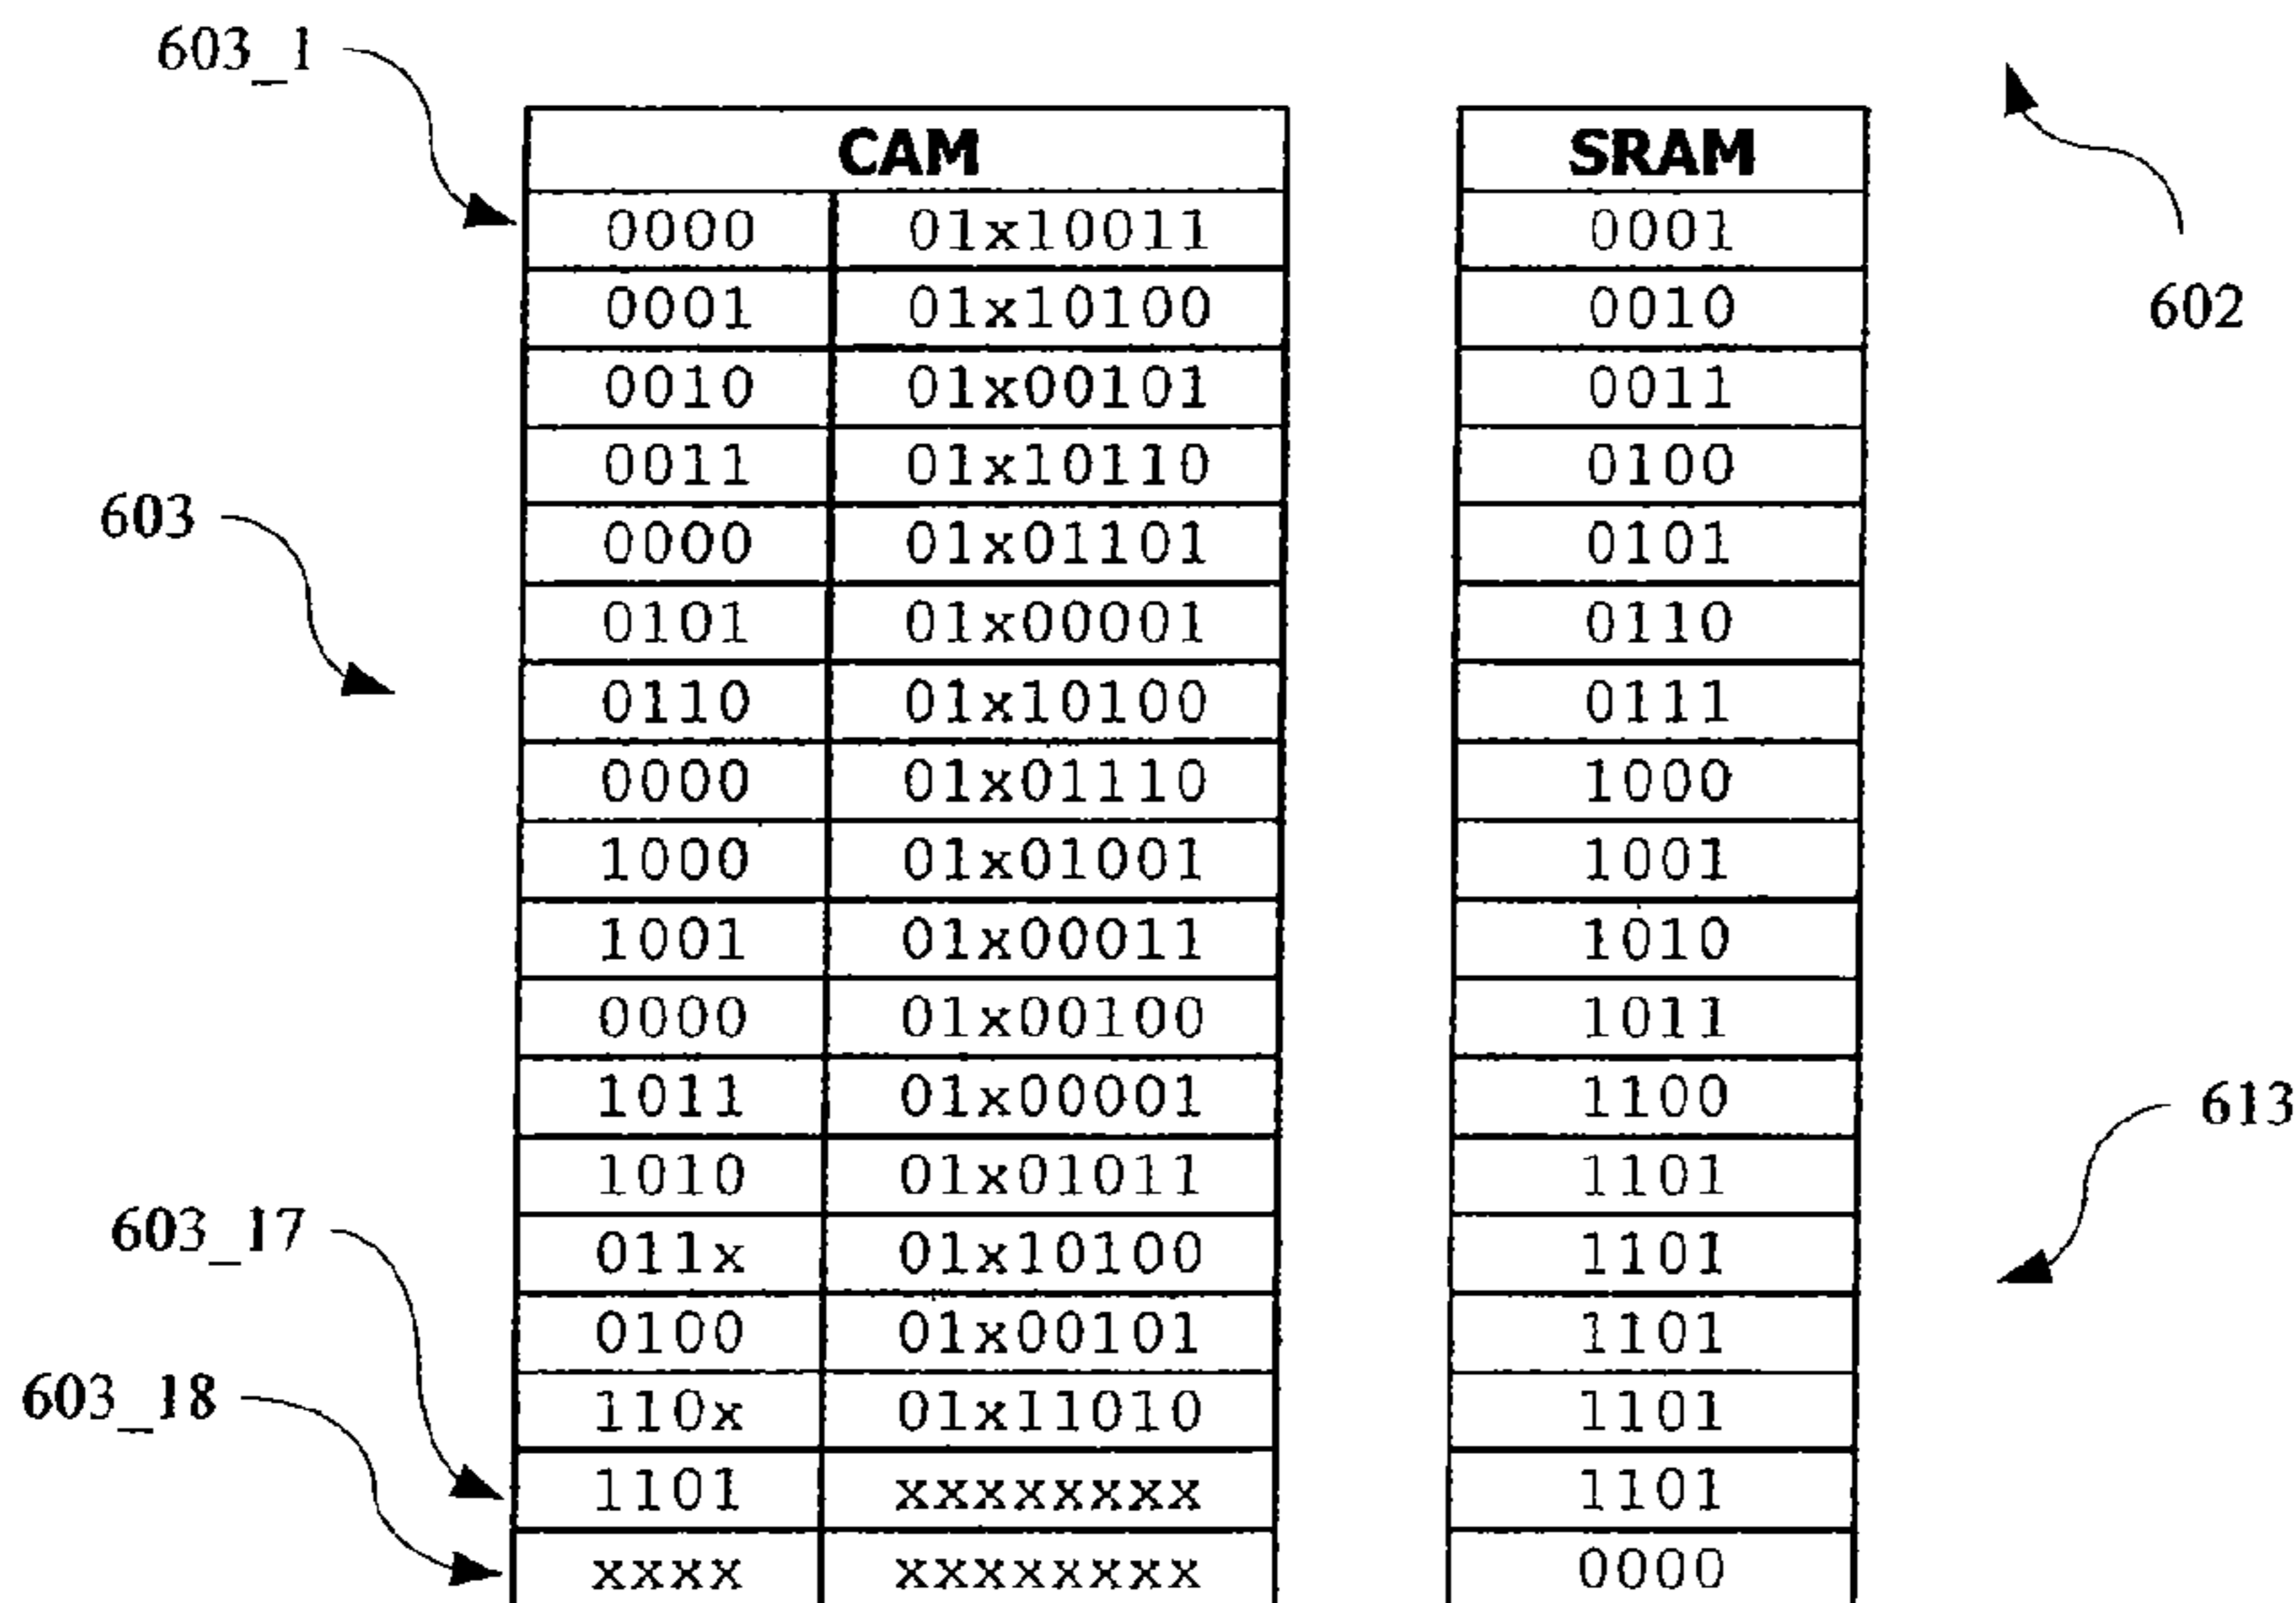 603_1
CAM SRAM
0000 01x10011 0001
0001 01x10100 0010
602
0010 01x00101 0011
0011 01x10110 0100
603
0000 01x01101 0101
0101 01x00001 0110
0110 01x10100 0111
0000 01x01110 1000
1000 01x01001 1001
1001 01x00011 1010
0000 01x00100 1011
1011 01x00001 1100
613
1010 01x01011 1101
603_17
011x 01x10100 1101
0100 01x00101 1101
603_18
110x 01x11010 1101
1101 xxxxxxxx 1101
xxxx xxxxxxxx 0000